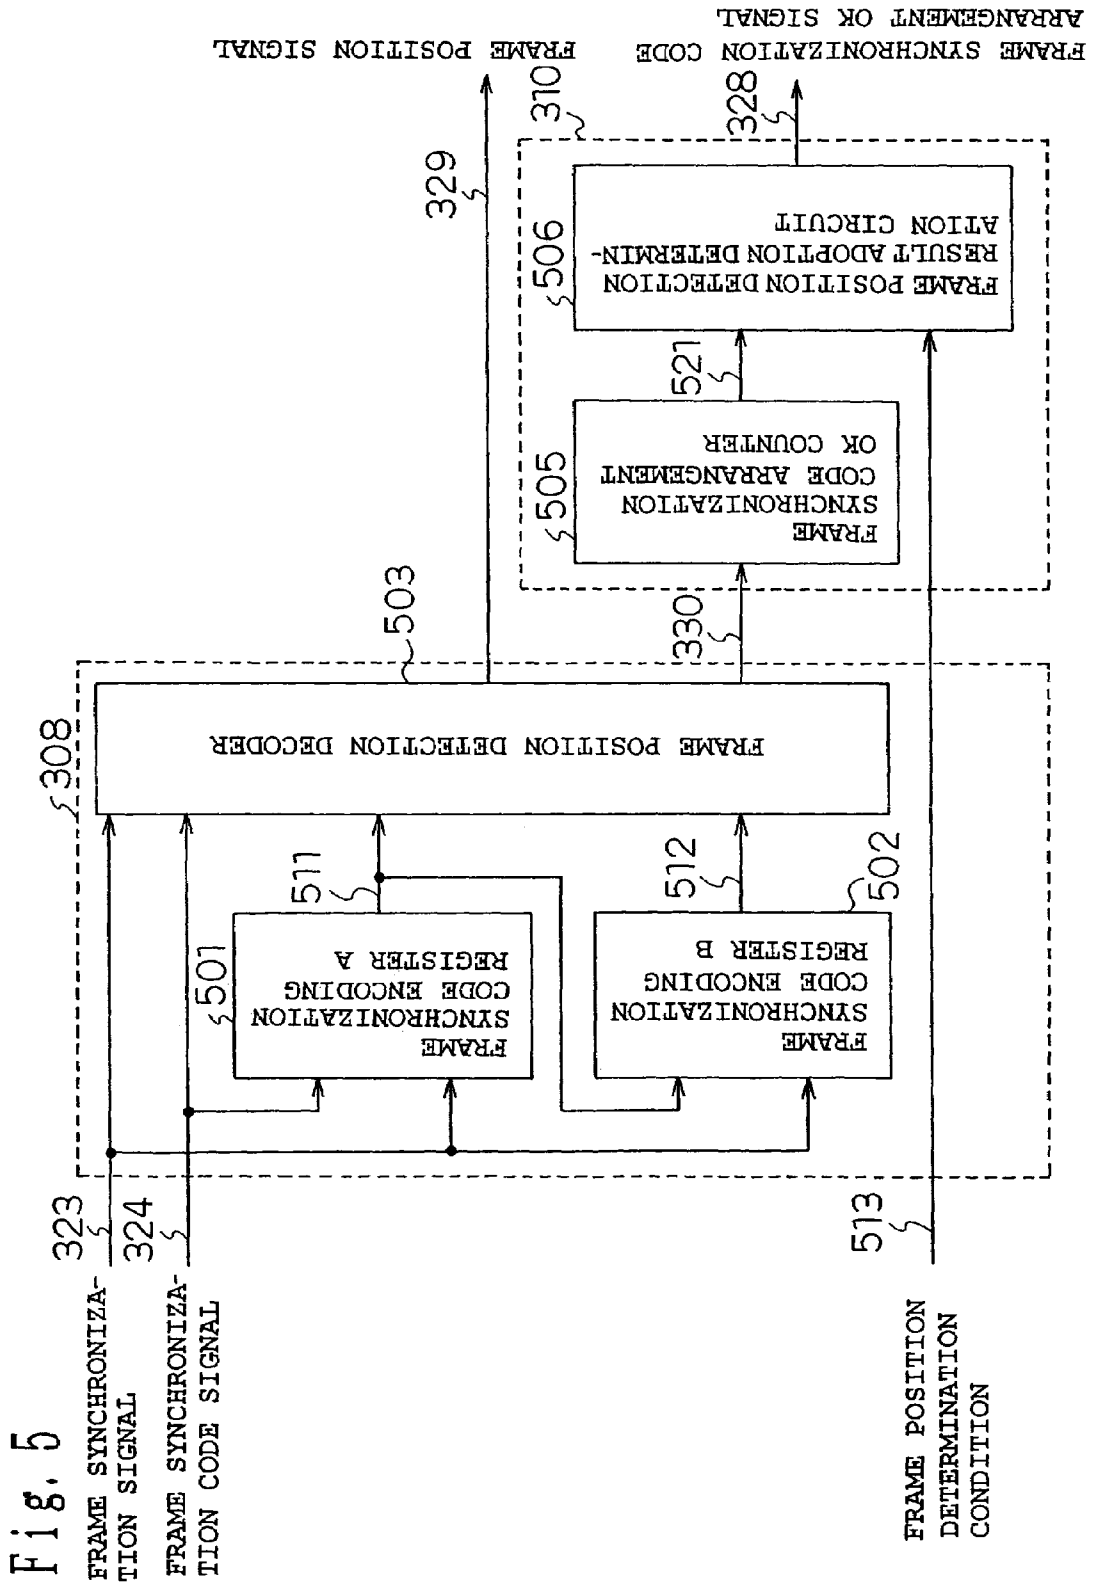 Fig. 5
FRAME SYNCHRONIZA-
TION SIGNAL
323
FRAME SYNCHRONIZA-
TION CODE SIGNAL
324
FRAME POSITION
DETERMINATION
CONDITION
513
308
501
FRAME
SYNCHRONIZATION
CODE ENCODING
REGISTER A
511
FRAME
SYNCHRONIZATION
CODE ENCODING
REGISTER B
502
512
FRAME POSITION DETECTION DECODER
503
330
329
FRAME POSITION SIGNAL
310
505
FRAME
SYNCHRONIZATION
CODE ARRANGEMENT
OK COUNTER
521
506
FRAME POSITION DETECTION
RESULT ADOPTION DETERMIN-
ATION CIRCUIT
328
FRAME SYNCHRONIZATION CODE
ARRANGEMENT OK SIGNAL